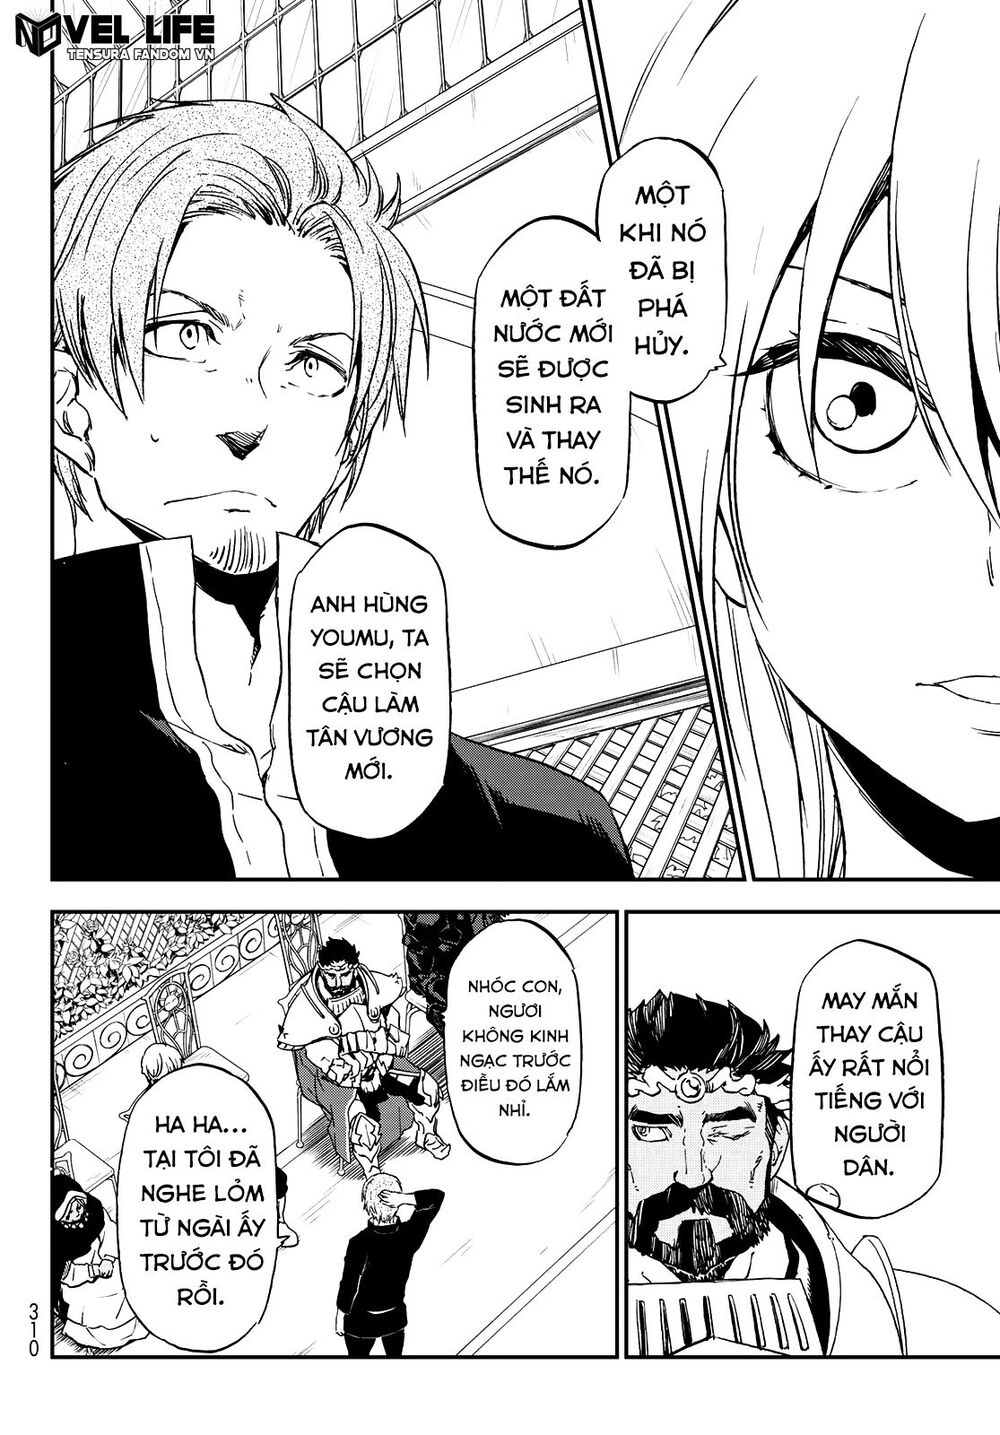 NOVEL LIFE
TENSURA FANDOM VN
MỘT
KHI NÓ
ĐÃ BỊ
PHÁ
HỦY.
MỘT ĐẤT
NƯỚC MỚI
SẼ ĐƯỢC
SINH RA
VÀ THAY
THẾ NÓ.
ANH HÙNG
YOUMU, TA
SẼ CHỌN
CẬU LÀM
TÂN VƯƠNG
MỚI.
MAY MẮN
THAY CẬU
ẤY RẤT NỔI
TIẾNG VỚI
NGƯỜI
DÂN.
NHÓC CON,
NGƯƠI
KHÔNG KINH
NGẠC TRƯỚC
ĐIỀU ĐÓ LẮM
NHỈ.
HA HA...
TẠI TÔI ĐÃ
NGHE LỎM
TỪ NGÀI ẤY
TRƯỚC ĐÓ
RỒI.
310